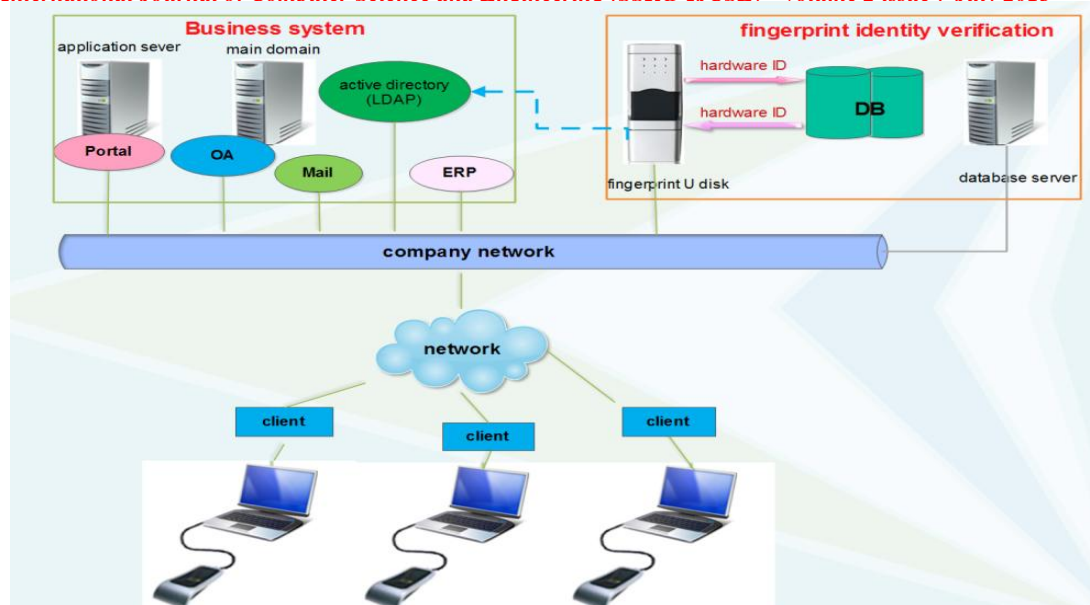 Business system
fingerprint identity verification
application sever
main domain
active directory
(LDAP)
hardware ID
hardware ID
DB
Portal
OA
Mail
ERP
fingerprint U disk
database server
company network
network
client
client
client